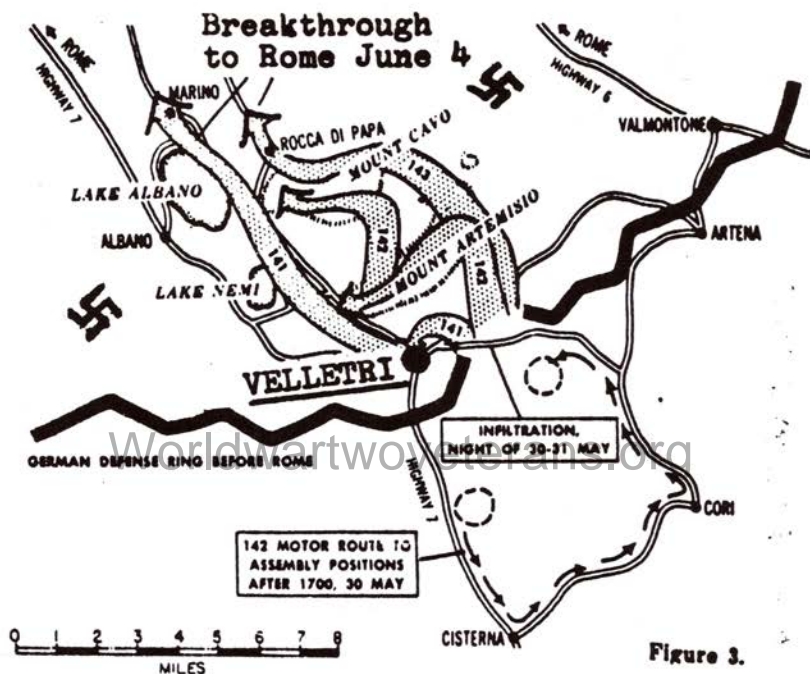 Breakthrough
to Rome June 4
ROME
HIGHWAY 7
MARINO
ROCCA DI PAPA
MOUNT CAVO
143
ROME
HIGHWAY 6
VALMONTONE
LAKE ALBANO
ALBANO
142
MOUNT ARTEMISIO
ARTENA
141
142
LAKE NEMI
141
VELLETRI
INFILTRATION,
NIGHT OF 30-31 MAY
Worldwartwoveterans.org
GERMAN DEFENSE RING BEFORE ROME
HIGHWAY 7
CORI
142 MOTOR ROUTE TO
ASSEMBLY POSITIONS
AFTER 1700, 30 MAY
CISTERNA
0 1 2 3 4 5 6 7 8
MILES
Figure 3.